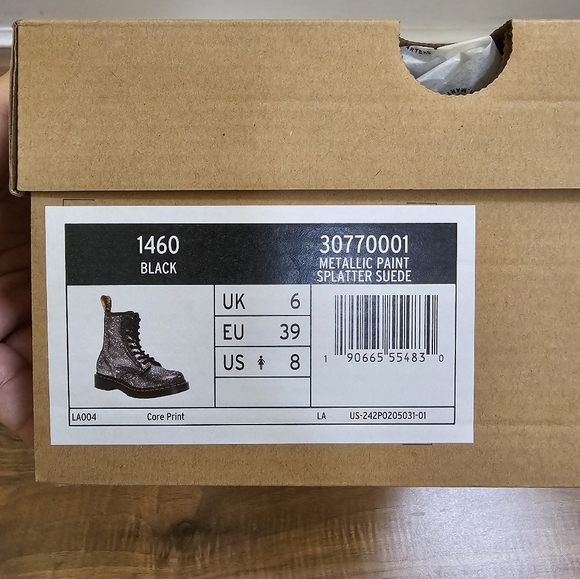 1460
BLACK
30770001
METALLIC PAINT
SPLATTER SUEDE
UK 6
EU 39
US 8
1 90665 55483 0
LA004 Core Print LA US-242P0205031-01